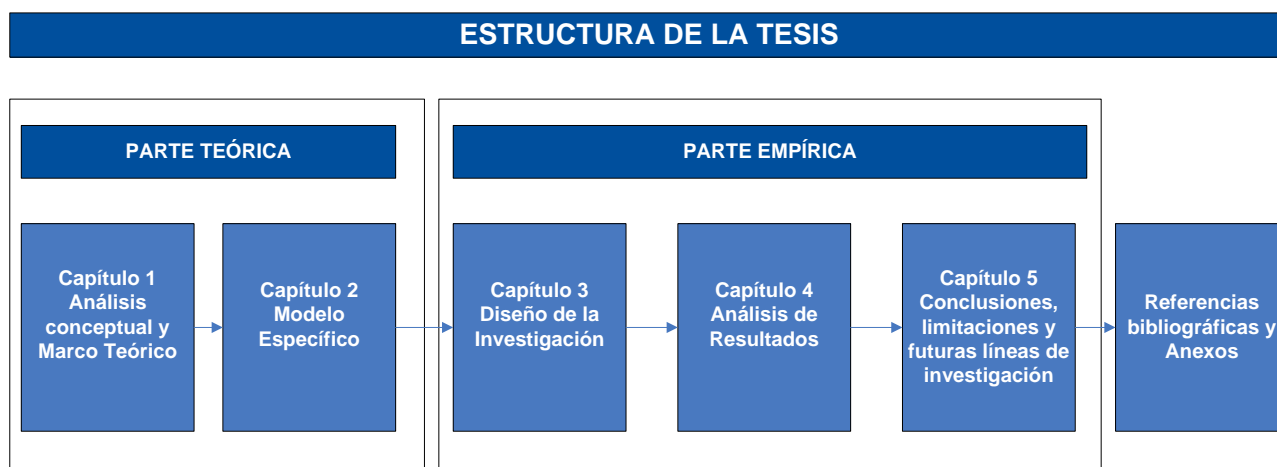 ESTRUCTURA DE LA TESIS
PARTE TEÓRICA
PARTE EMPÍRICA
Capítulo 1
Análisis
conceptual y
Marco Teórico
Capítulo 2
Modelo
Específico
Capítulo 3
Diseño de la
Investigación
Capítulo 4
Análisis de
Resultados
Capítulo 5
Conclusiones,
limitaciones y
futuras líneas de
investigación
Referencias
bibliográficas y
Anexos